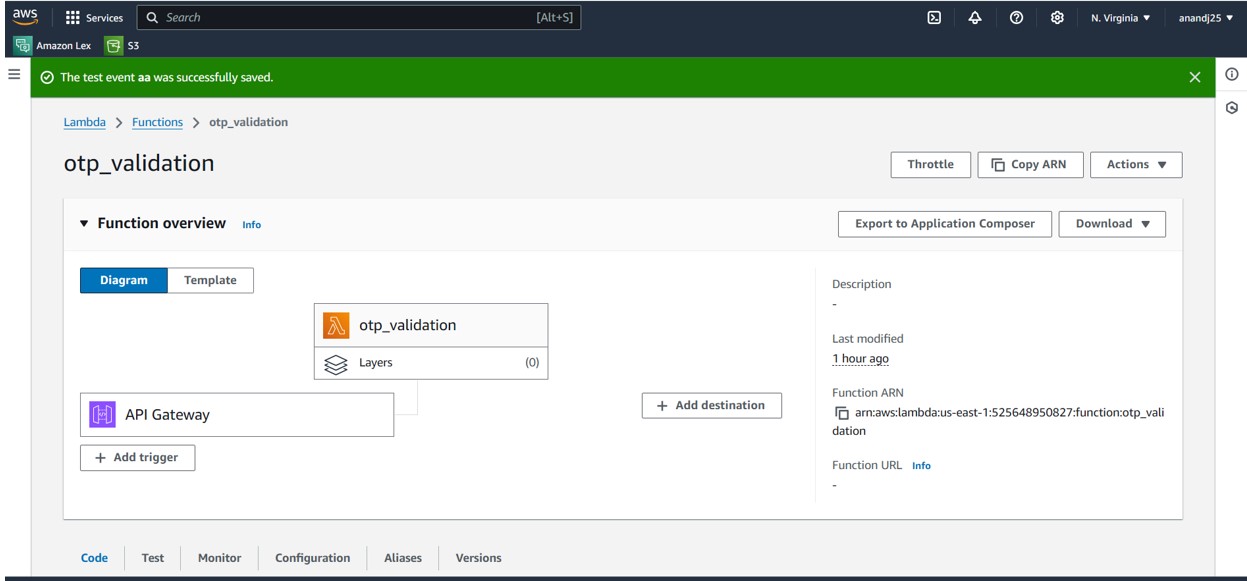 aws
Services
Search
[Alt+S]
N. Virginia
anandj25
Amazon Lex
S3
The test event aa was successfully saved.
Lambda
Functions
otp_validation
otp_validation
Throttle
Copy ARN
Actions
Function overview
Info
Export to Application Composer
Download
Diagram
Template
otp_validation
Layers
(0)
API Gateway
Add trigger
Add destination
Description
-
Last modified
1 hour ago
Function ARN
arn:aws:lambda:us-east-1:525648950827:function:otp_vali
dation
Function URL
Info
-
Code
Test
Monitor
Configuration
Aliases
Versions